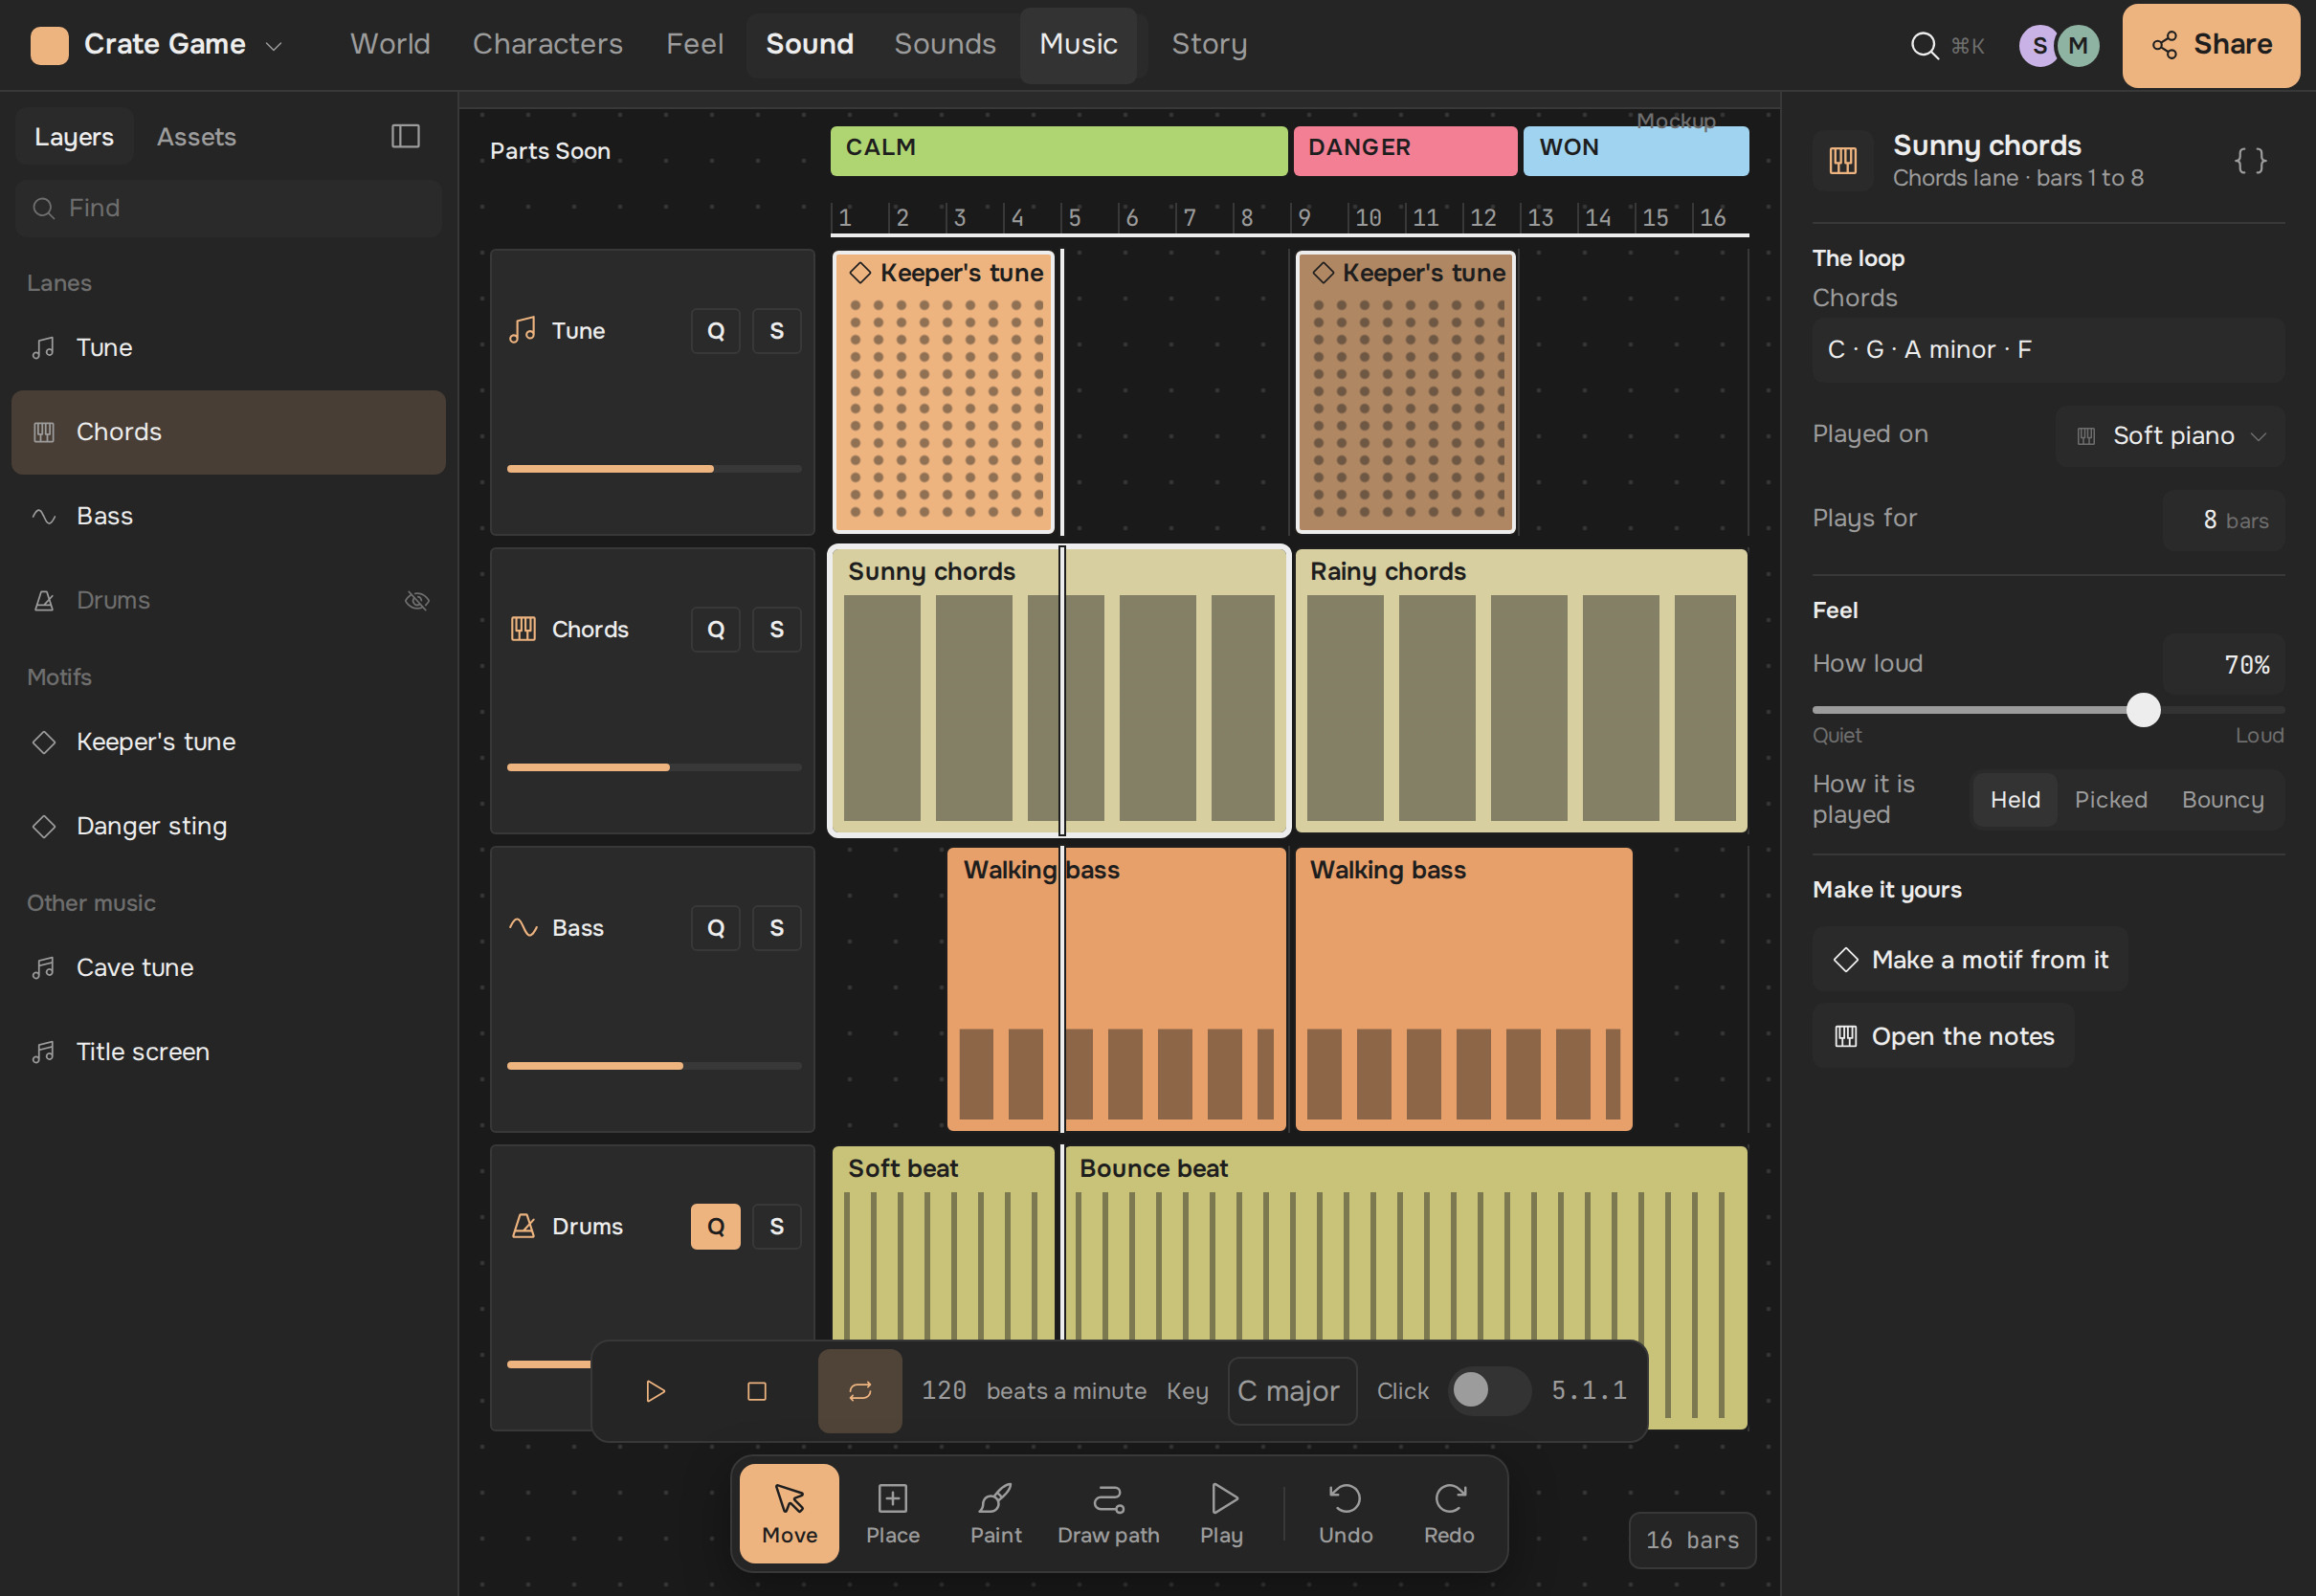 Crate Game
World
Characters
Feel
Sound
Sounds
Music
Story
⌘K
S
M
Share
Layers
Assets
Find
Lanes
Tune
Chords
Bass
Drums
Motifs
Keeper's tune
Danger sting
Other music
Cave tune
Title screen
Mockup
Parts Soon
CALM
DANGER
WON
1 2 3 4 5 6 7 8 9 10 11 12 13 14 15 16
Tune
Q
S
Keeper's tune
Keeper's tune
Chords
Q
S
Sunny chords
Rainy chords
Bass
Q
S
Walking bass
Walking bass
Drums
Q
S
Soft beat
Bounce beat
120 beats a minute
Key
C major
Click
5.1.1
Move
Place
Paint
Draw path
Play
Undo
Redo
16 bars
Sunny chords
Chords lane · bars 1 to 8
{ }
The loop
Chords
C · G · A minor · F
Played on
Soft piano
Plays for
8 bars
Feel
How loud
70%
Quiet
Loud
How it is
played
Held
Picked
Bouncy
Make it yours
Make a motif from it
Open the notes